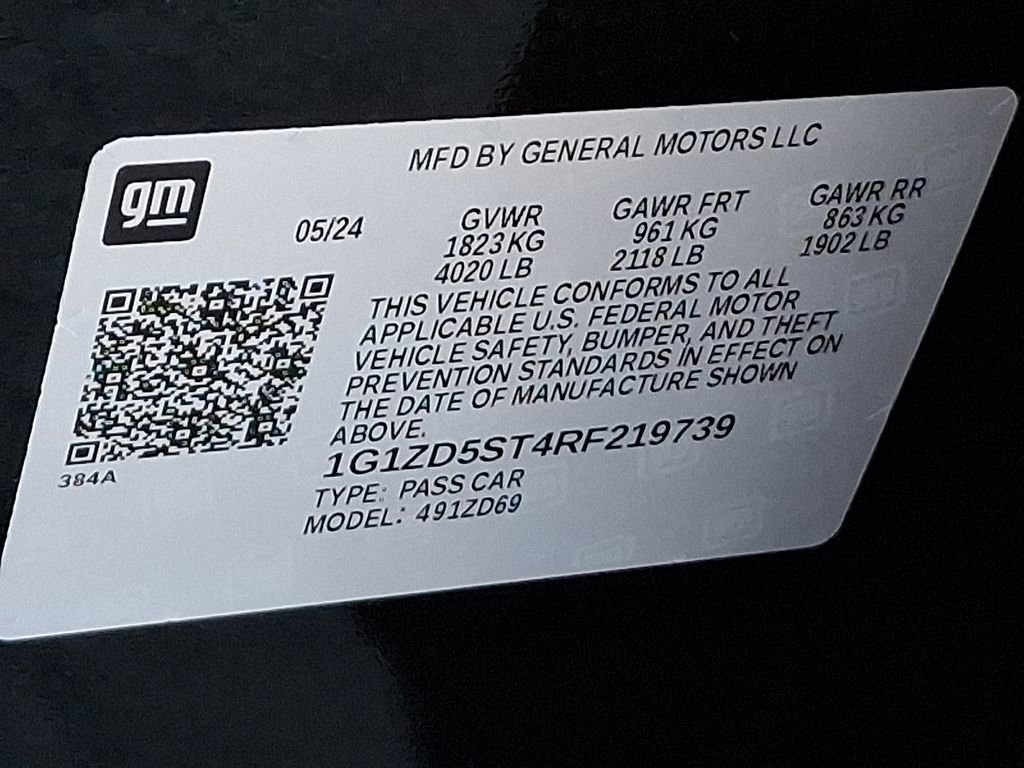 gm
MFD BY GENERAL MOTORS LLC
05/24
GVWR
1823 KG
4020 LB
GAWR FRT
961 KG
2118 LB
GAWR RR
863 KG
1902 LB
THIS VEHICLE CONFORMS TO ALL
APPLICABLE U.S. FEDERAL MOTOR
VEHICLE SAFETY, BUMPER, AND THEFT
PREVENTION STANDARDS IN EFFECT ON
THE DATE OF MANUFACTURE SHOWN
ABOVE.
1G1ZD5ST4RF219739
TYPE: PASS CAR
MODEL: 491ZD69
384A